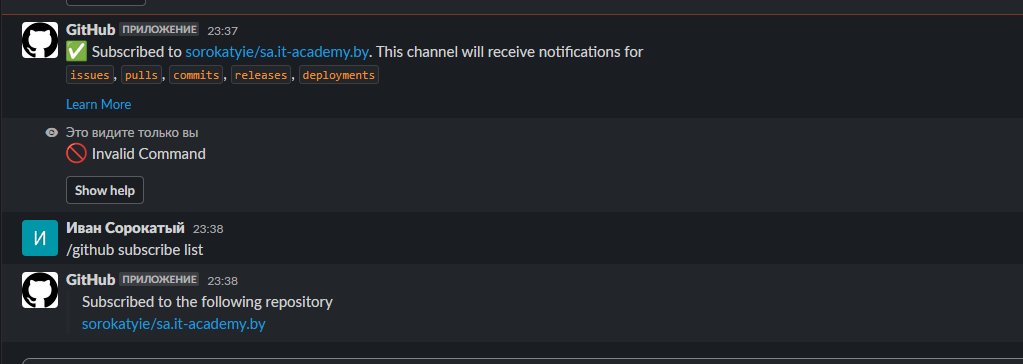 GitHub ПРИЛОЖЕНИЕ 23:37
Subscribed to sorokatyie/sa.it-academy.by. This channel will receive notifications for
issues, pulls, commits, releases, deployments
Learn More
Это видите только вы
Invalid Command
Show help
И
Иван Сорокатый 23:38
/github subscribe list
GitHub ПРИЛОЖЕНИЕ 23:38
Subscribed to the following repository
sorokatyie/sa.it-academy.by